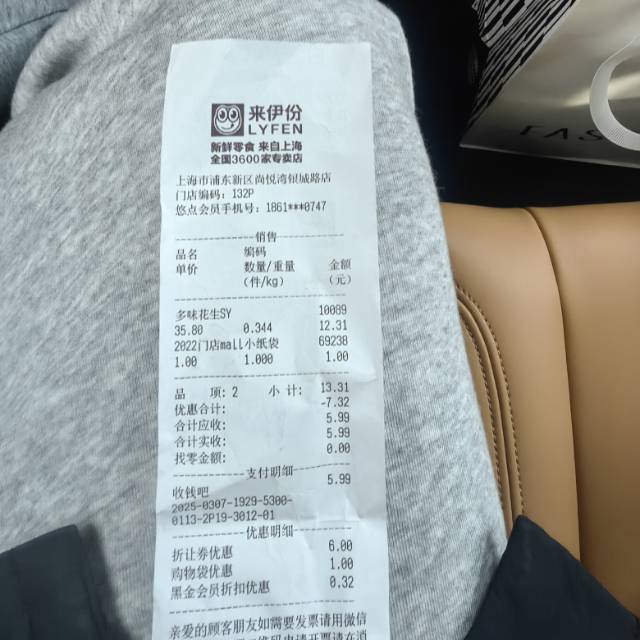 来伊份
LYFEN
新鲜零食 来自上海
全国3600家专卖店
上海市浦东新区尚悦湾银城路店
门店编码：132P
悠点会员手机号：1861***0747
销售
品名 编码
单价 数量/重量 金额
（件/kg） （元）
多味花生SY 10089
35.80 0.344 12.31
2022门店mall小纸袋 69238
1.00 1.000 1.00
品 项：2 小 计：13.31
优惠合计： -7.32
合计应收： 5.99
合计实收： 5.99
找零金额： 0.00
支付明细
收钱吧 5.99
2025-0307-1929-5300-
0113-2P19-3012-01
优惠明细
折让券优惠 6.00
购物袋优惠 1.00
黑金会员折扣优惠 0.32
亲爱的顾客朋友如需要发票请用微信